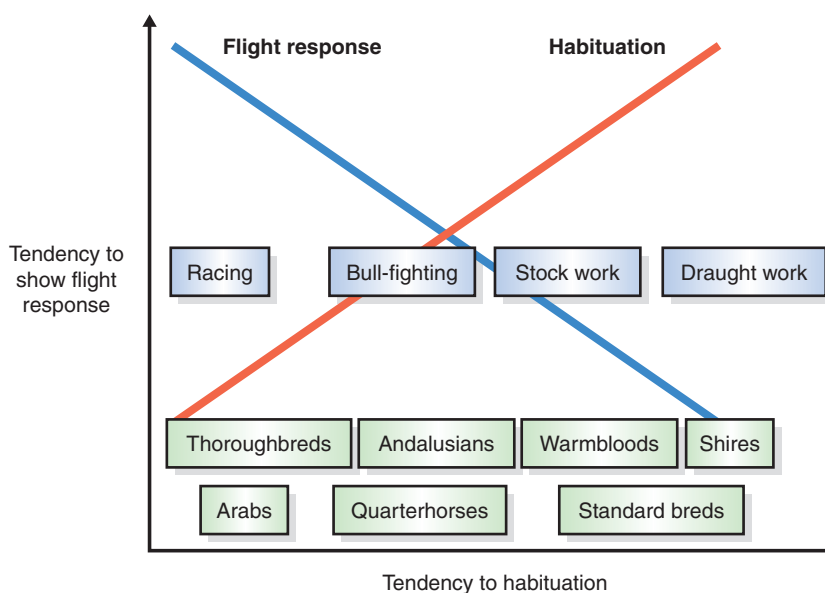 Flight response
Habituation
Tendency to
show flight
response
Racing
Bull-fighting
Stock work
Draught work
Thoroughbreds
Andalusians
Warmbloods
Shires
Arabs
Quarterhorses
Standard breds
Tendency to habituation